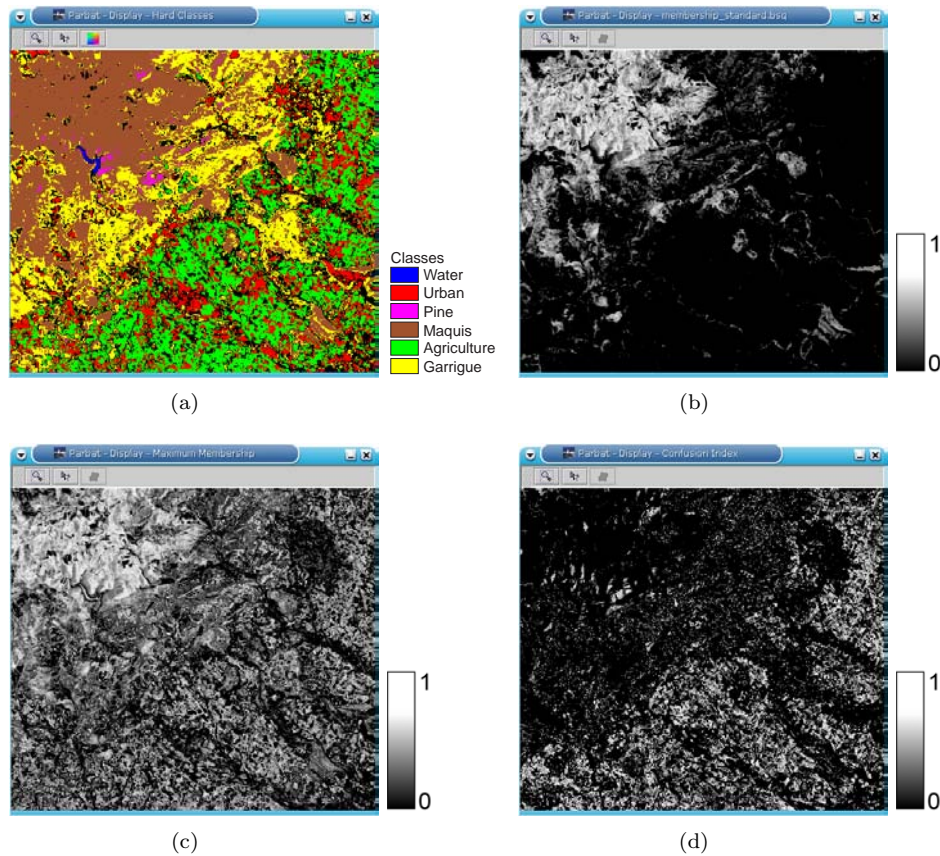 Parbat - Display - Hard Classes
Parbat - Display - membership_standard.bsq
Classes
Water
Urban
Pine
Maquis
Agriculture
Garrigue
1
0
(a)
(b)
Parbat - Display - Maximum Membership
Parbat - Display - Confusion Index
1
0
1
0
(c)
(d)